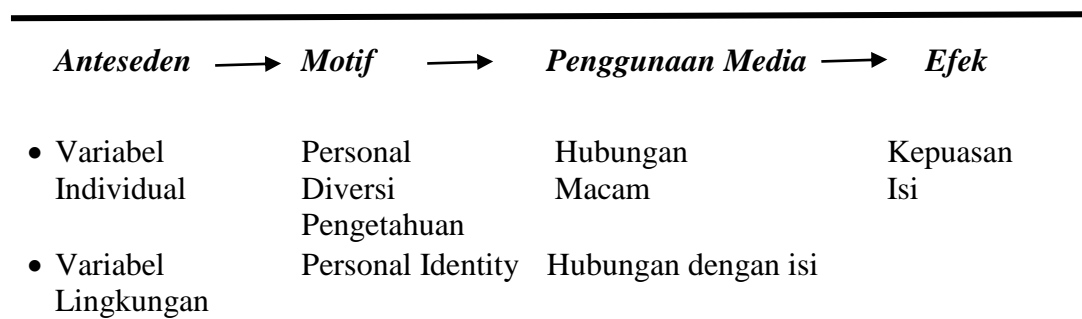 Anteseden → Motif → Penggunaan Media → Efek
• Variabel Personal Hubungan Kepuasan
Individual Diversi Macam Isi
Pengetahuan
• Variabel Personal Identity Hubungan dengan isi
Lingkungan